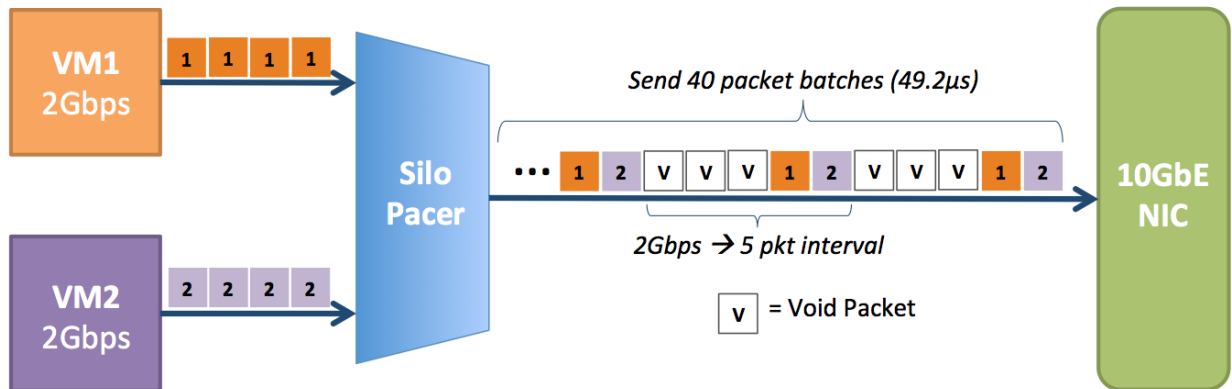 VM1
2Gbps
1 1 1 1
Send 40 packet batches (49.2μs)
Silo
Pacer
... 1 2 V V V 1 2 V V V 1 2
10GbE
NIC
2Gbps → 5 pkt interval
VM2
2Gbps
2 2 2 2
V = Void Packet